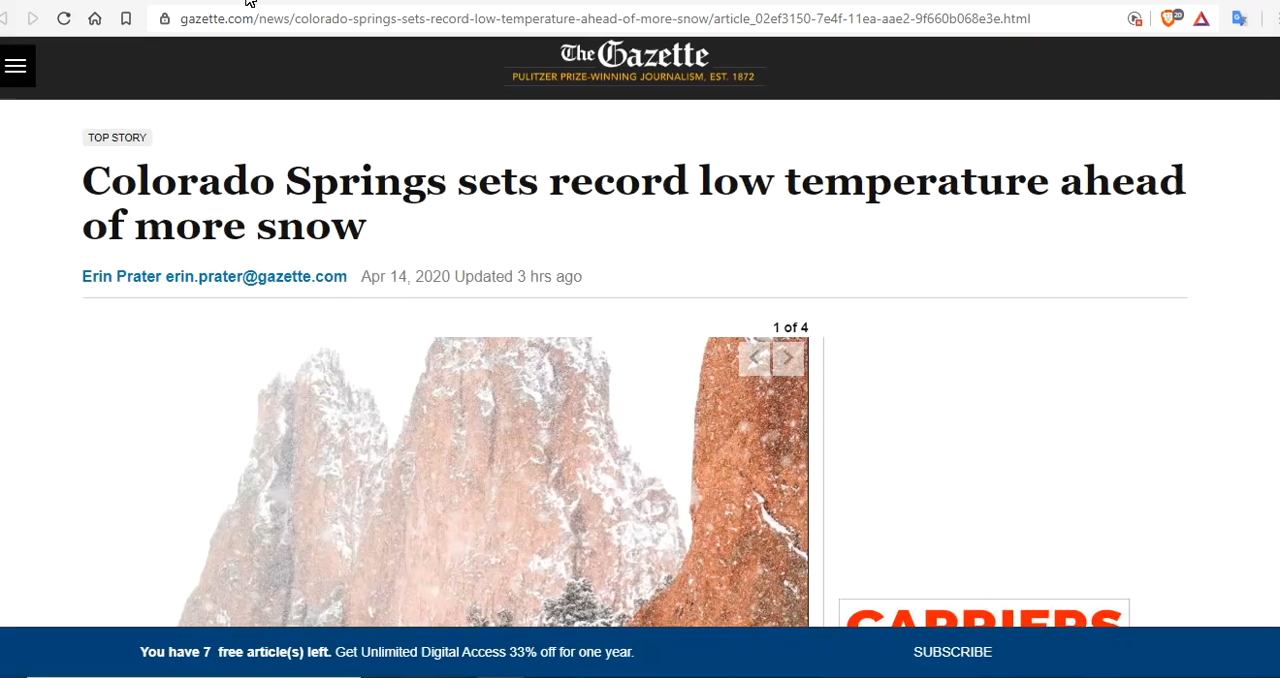 gazette.com/news/colorado-springs-sets-record-low-temperature-ahead-of-more-snow/article_02ef3150-7e4f-11ea-aae2-9f660b068e3e.html
20
The Gazette
PULITZER PRIZE-WINNING JOURNALISM, EST. 1872
TOP STORY
Colorado Springs sets record low temperature ahead
of more snow
Erin Prater erin.prater@gazette.com Apr 14, 2020 Updated 3 hrs ago
1 of 4
CARRIERS
You have 7 free article(s) left. Get Unlimited Digital Access 33% off for one year.
SUBSCRIBE